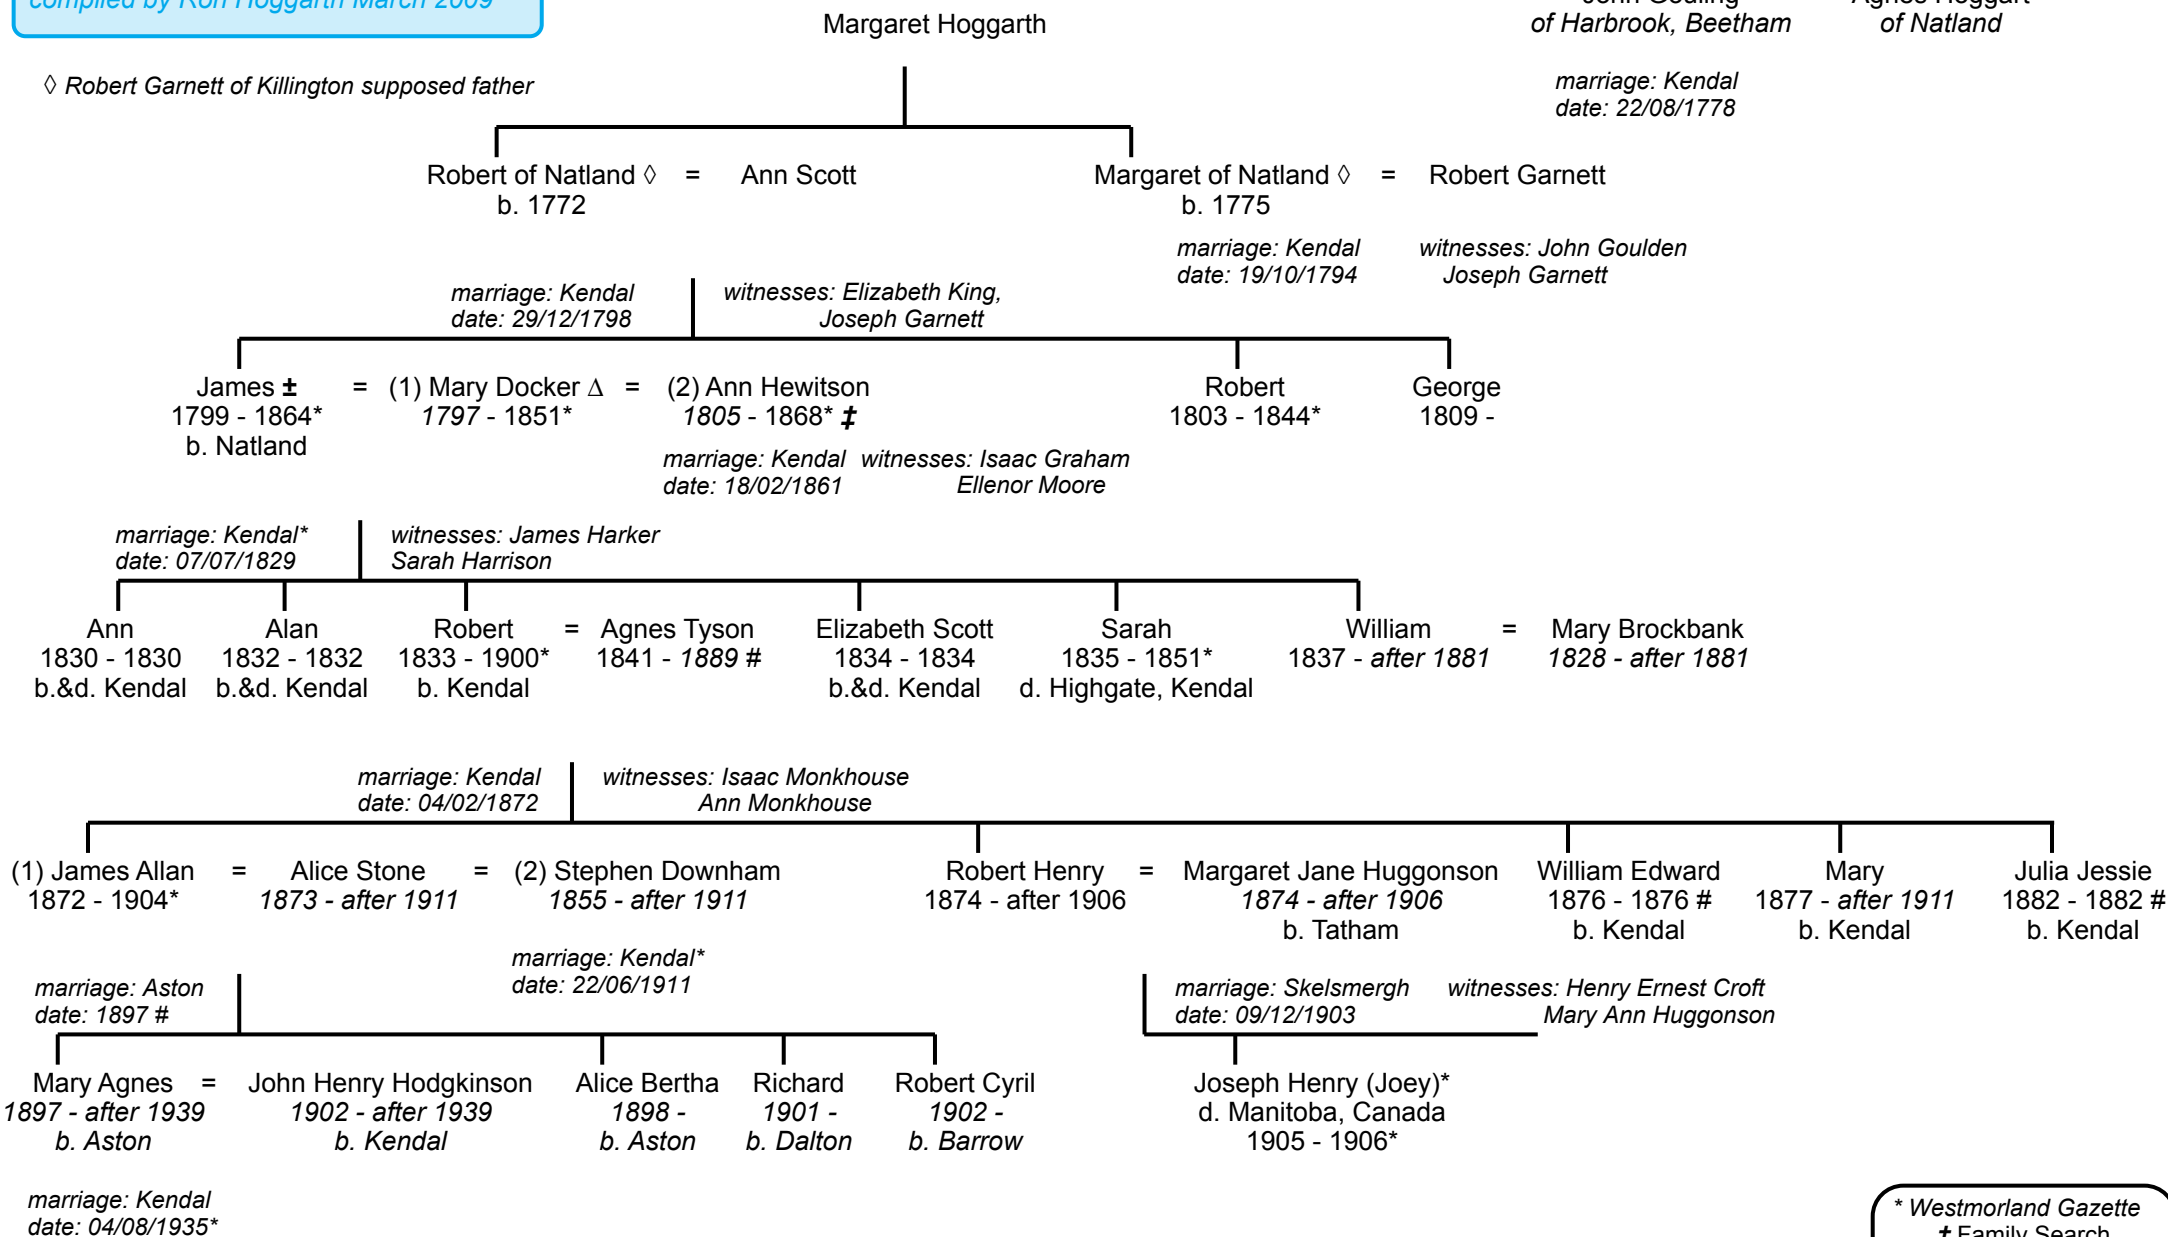 compiled by Ron Hoggarth March 2009
Margaret Hoggarth
of Harbrook, Beetham
of Natland
◊ Robert Garnett of Killington supposed father
marriage: Kendal
date: 22/08/1778
Robert of Natland ◊ = Ann Scott
b. 1772
Margaret of Natland ◊ = Robert Garnett
b. 1775
marriage: Kendal witnesses: John Goulden
date: 19/10/1794 Joseph Garnett
marriage: Kendal witnesses: Elizabeth King,
date: 29/12/1798 Joseph Garnett
James ± = (1) Mary Docker ∆ = (2) Ann Hewitson Robert George
1799 - 1864* 1797 - 1851* 1805 - 1868* ‡ 1803 - 1844* 1809 -
b. Natland
marriage: Kendal witnesses: Isaac Graham
date: 18/02/1861 Ellenor Moore
marriage: Kendal* witnesses: James Harker
date: 07/07/1829 Sarah Harrison
Ann Alan Robert = Agnes Tyson Elizabeth Scott Sarah William = Mary Brockbank
1830 - 1830 1832 - 1832 1833 - 1900* 1841 - 1889 # 1834 - 1834 1835 - 1851* 1837 - after 1881 1828 - after 1881
b.&d. Kendal b.&d. Kendal b. Kendal b.&d. Kendal d. Highgate, Kendal
marriage: Kendal witnesses: Isaac Monkhouse
date: 04/02/1872 Ann Monkhouse
(1) James Allan = Alice Stone = (2) Stephen Downham Robert Henry = Margaret Jane Huggonson William Edward Mary Julia Jessie
1872 - 1904* 1873 - after 1911 1855 - after 1911 1874 - after 1906 1874 - after 1906 1876 - 1876 # 1877 - after 1911 1882 - 1882 #
b. Tatham b. Kendal b. Kendal b. Kendal
marriage: Kendal*
date: 22/06/1911
marriage: Aston
date: 1897 #
marriage: Skelsmergh witnesses: Henry Ernest Croft
date: 09/12/1903 Mary Ann Huggonson
Mary Agnes = John Henry Hodgkinson Alice Bertha Richard Robert Cyril Joseph Henry (Joey)*
1897 - after 1939 1902 - after 1939 1898 - 1901 - 1902 - d. Manitoba, Canada
b. Aston b. Kendal b. Aston b. Dalton b. Barrow 1905 - 1906*
marriage: Kendal
date: 04/08/1935*
* Westmorland Gazette
‡ Family Search